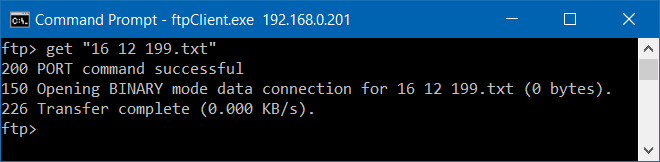 Command Prompt - ftpClient.exe  192.168.0.201
ftp> get "16 12 199.txt"
200 PORT command successful
150 Opening BINARY mode data connection for 16 12 199.txt (0 bytes).
226 Transfer complete (0.000 KB/s).
ftp>